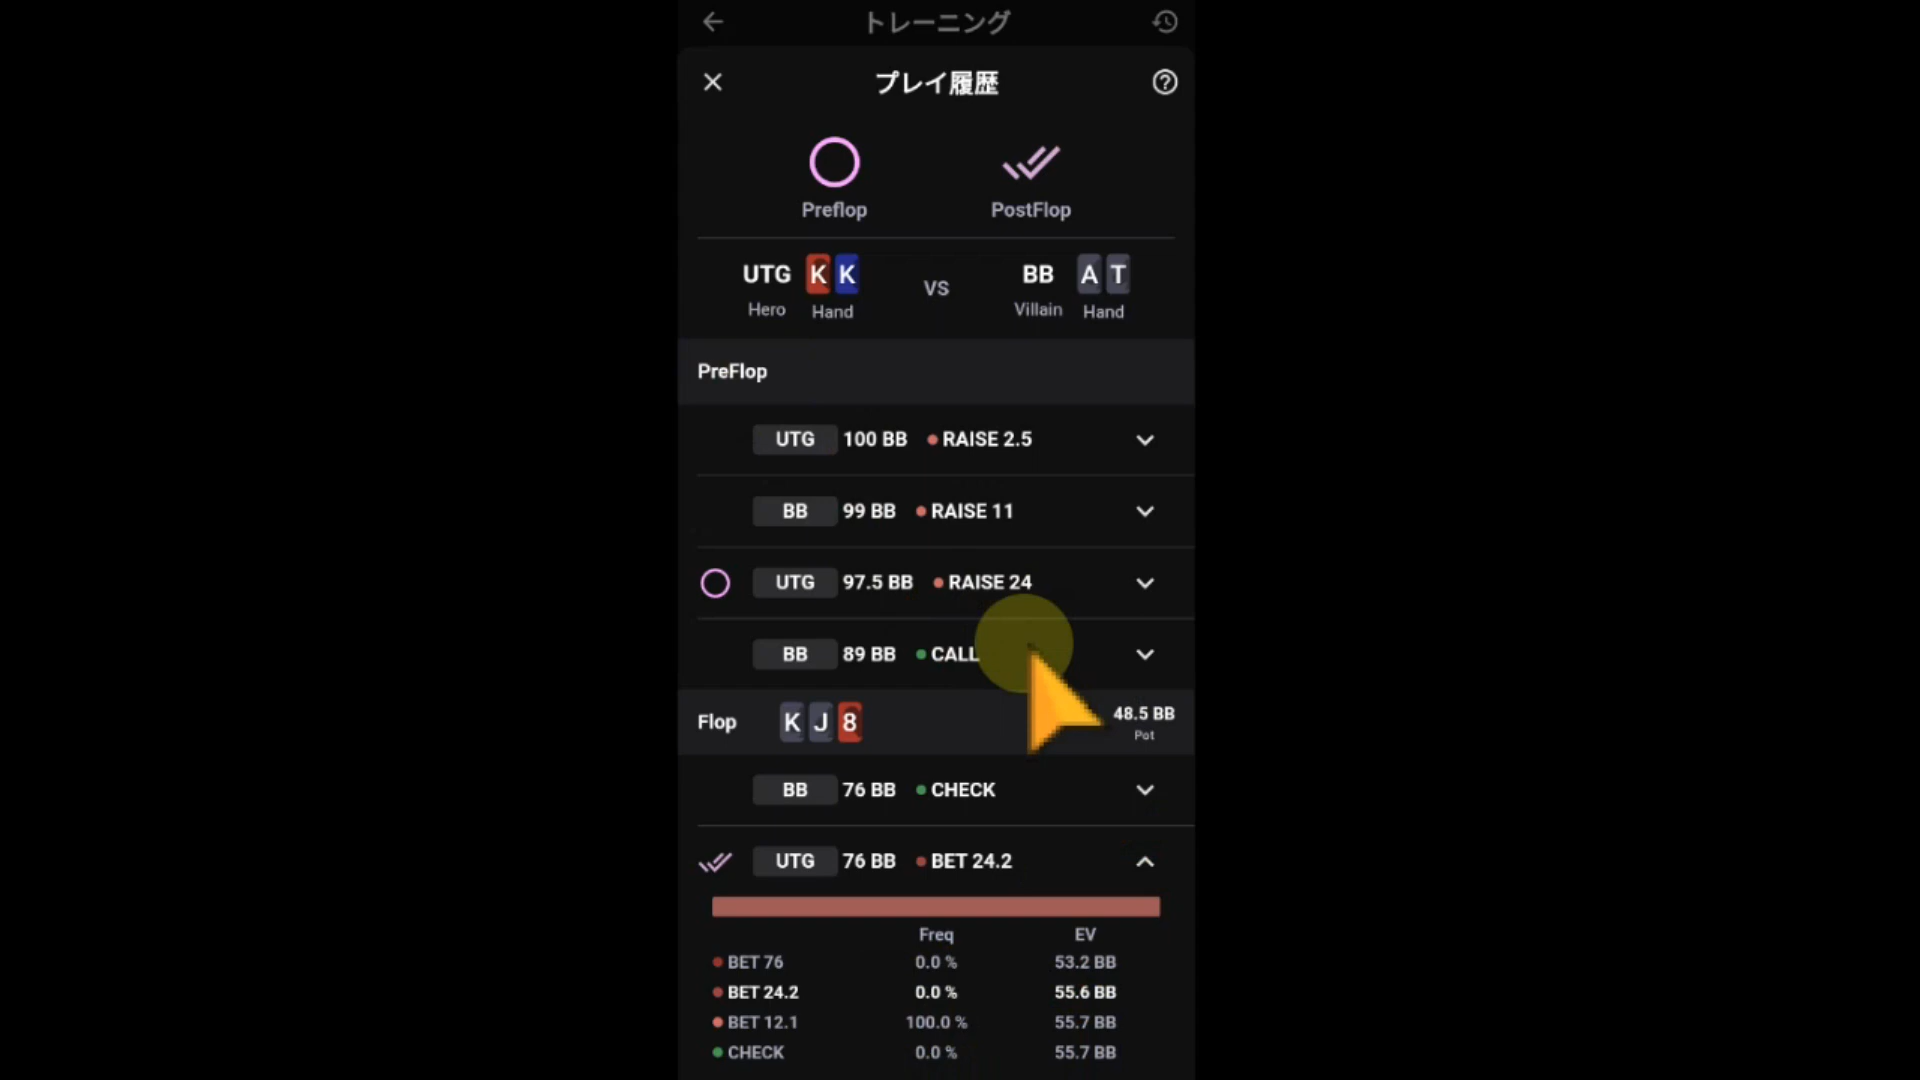 トレーニング
プレイ履歴
Preflop PostFlop
UTG K K VS BB A T
Hero Hand Villain Hand
PreFlop
UTG 100 BB RAISE 2.5
BB 99 BB RAISE 11
UTG 97.5 BB RAISE 24
BB 89 BB CALL
Flop K J 8 48.5 BB
Pot
BB 76 BB CHECK
UTG 76 BB BET 24.2
Freq EV
BET 76 0.0 % 53.2 BB
BET 24.2 0.0 % 55.6 BB
BET 12.1 100.0 % 55.7 BB
CHECK 0.0 % 55.7 BB